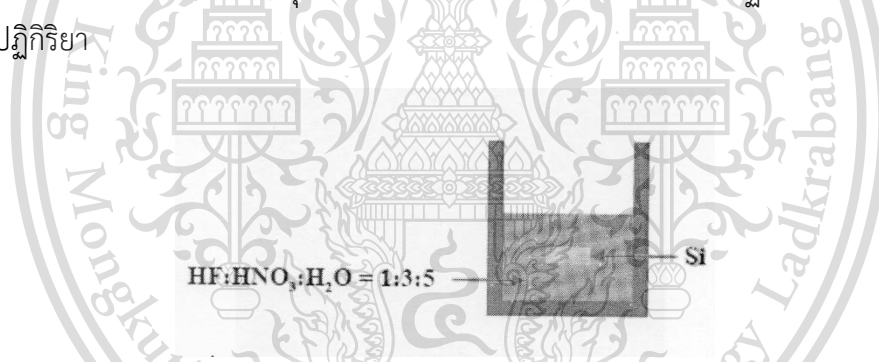 ปฏิกิริยา
Si
HF:HNO₃:H₂O = 1:3:5
King Mongkut
Ladkrabang